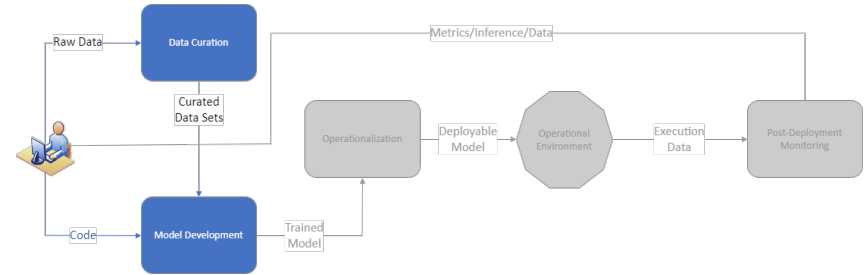 Metrics/Inference/Data
Raw Data
Data Curation
Curated
Data Sets
Operationalization
Deployable
Model
Operational
Environment
Execution
Data
Post-Deployment
Monitoring
Code
Model Development
Trained
Model